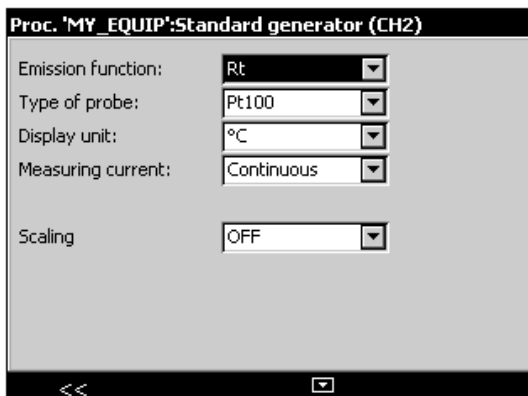 Proc. 'MY_EQUIP':Standard generator (CH2)
Emission function: Rt
Type of probe: Pt100
Display unit: °C
Measuring current: Continuous
Scaling OFF
<<